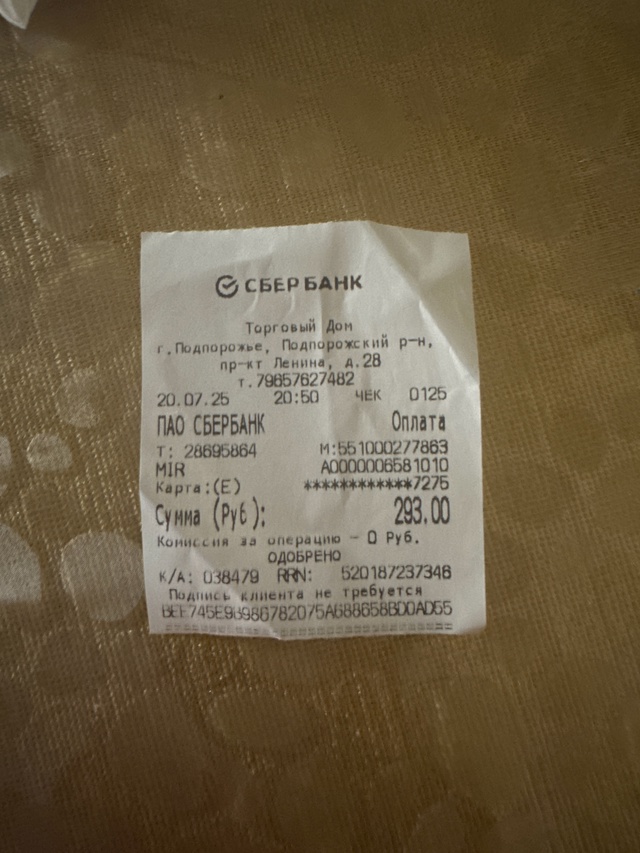 СБЕР БАНК
Торговый Дом
г.Подпорожье, Подпорожский р-н,
пр-кт Ленина, д.28
т.79857627482
20.07.25 20:50 ЧЕК 0125
ПАО СБЕРБАНК Оплата
Т: 28695864 М:551000277863
MIR A0000006581010
Карта:(E) ************7275
Сумма (Руб): 293.00
Комиссия за операцию - 0 Руб.
ОДОБРЕНО
К/А: 038479 RRN: 520187237346
Подпись клиента не требуется
BEE745E9B986782075A688658BD0AD55